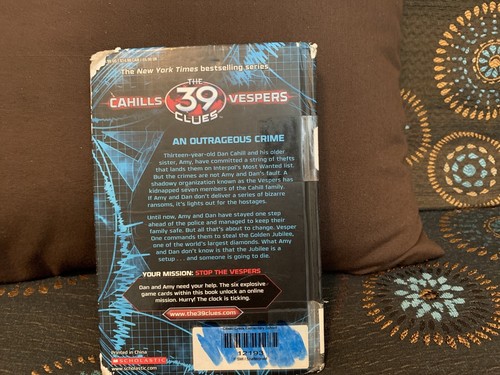 The New York Times bestselling series
THE
CAHILLS 39 VESPERS
CLUES™
AN OUTRAGEOUS CRIME
Thirteen-year-old Dan Cahill and his older
sister, Amy, have committed a string of thefts
that lands them on Interpol's Most Wanted list.
But the crimes are not Amy and Dan's fault. A
shadowy organization known as the Vespers has
kidnapped seven members of the Cahill family.
If Amy and Dan don't deliver a series of bizarre
ransoms, it's lights out for the hostages.
Until now, Amy and Dan have stayed one step
ahead of the police and managed to keep their
family safe. But all that's about to change. Vesper
One commands them to steal the Golden Jubilee,
one of the world's largest diamonds. What Amy
and Dan don't know is that the Jubilee is a
setup . . . and someone is going to die.
YOUR MISSION: STOP THE VESPERS
Dan and Amy need your help. The six explosive
game cards within this book unlock an online
mission. Hurry! The clock is ticking.
www.the39clues.com
12193
Printed in China
SCHOLASTIC
www.scholastic.com